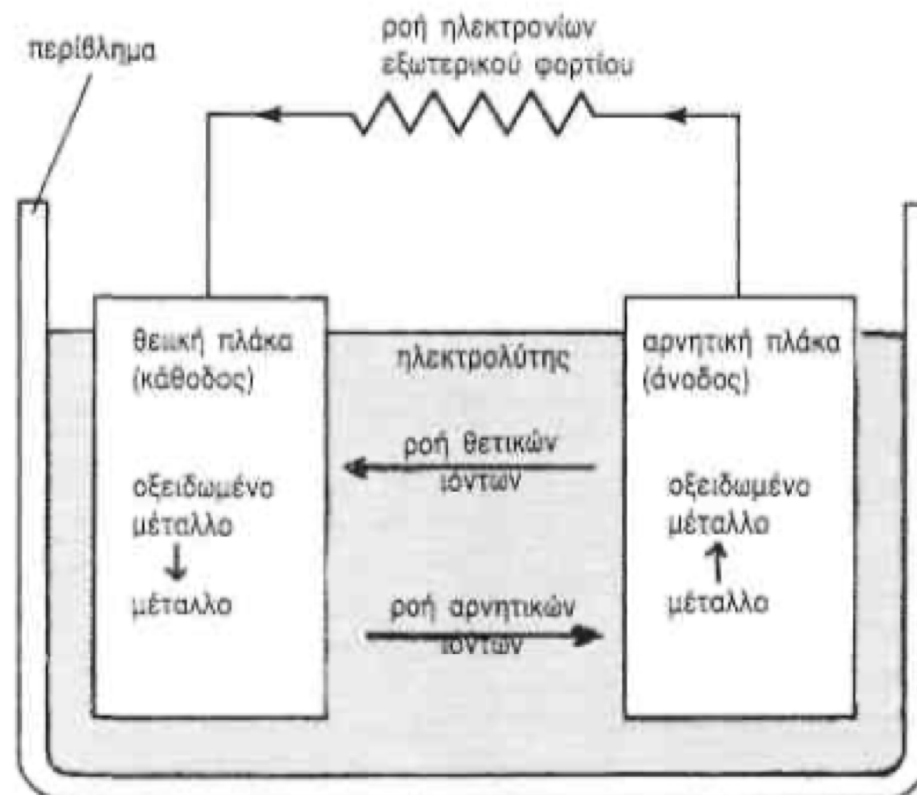 περίβλημα
ροή ηλεκτρονίων
εξωτερικού φορτίου
θετική πλάκα
(κάθοδος)
οξειδωμένο
μέταλλο
μέταλλο
ηλεκτρολύτης
ροή θετικών
ιόντων
ροή αρνητικών
ιόντων
αρνητική πλάκα
(άνοδος)
οξειδωμένο
μέταλλο
μέταλλο